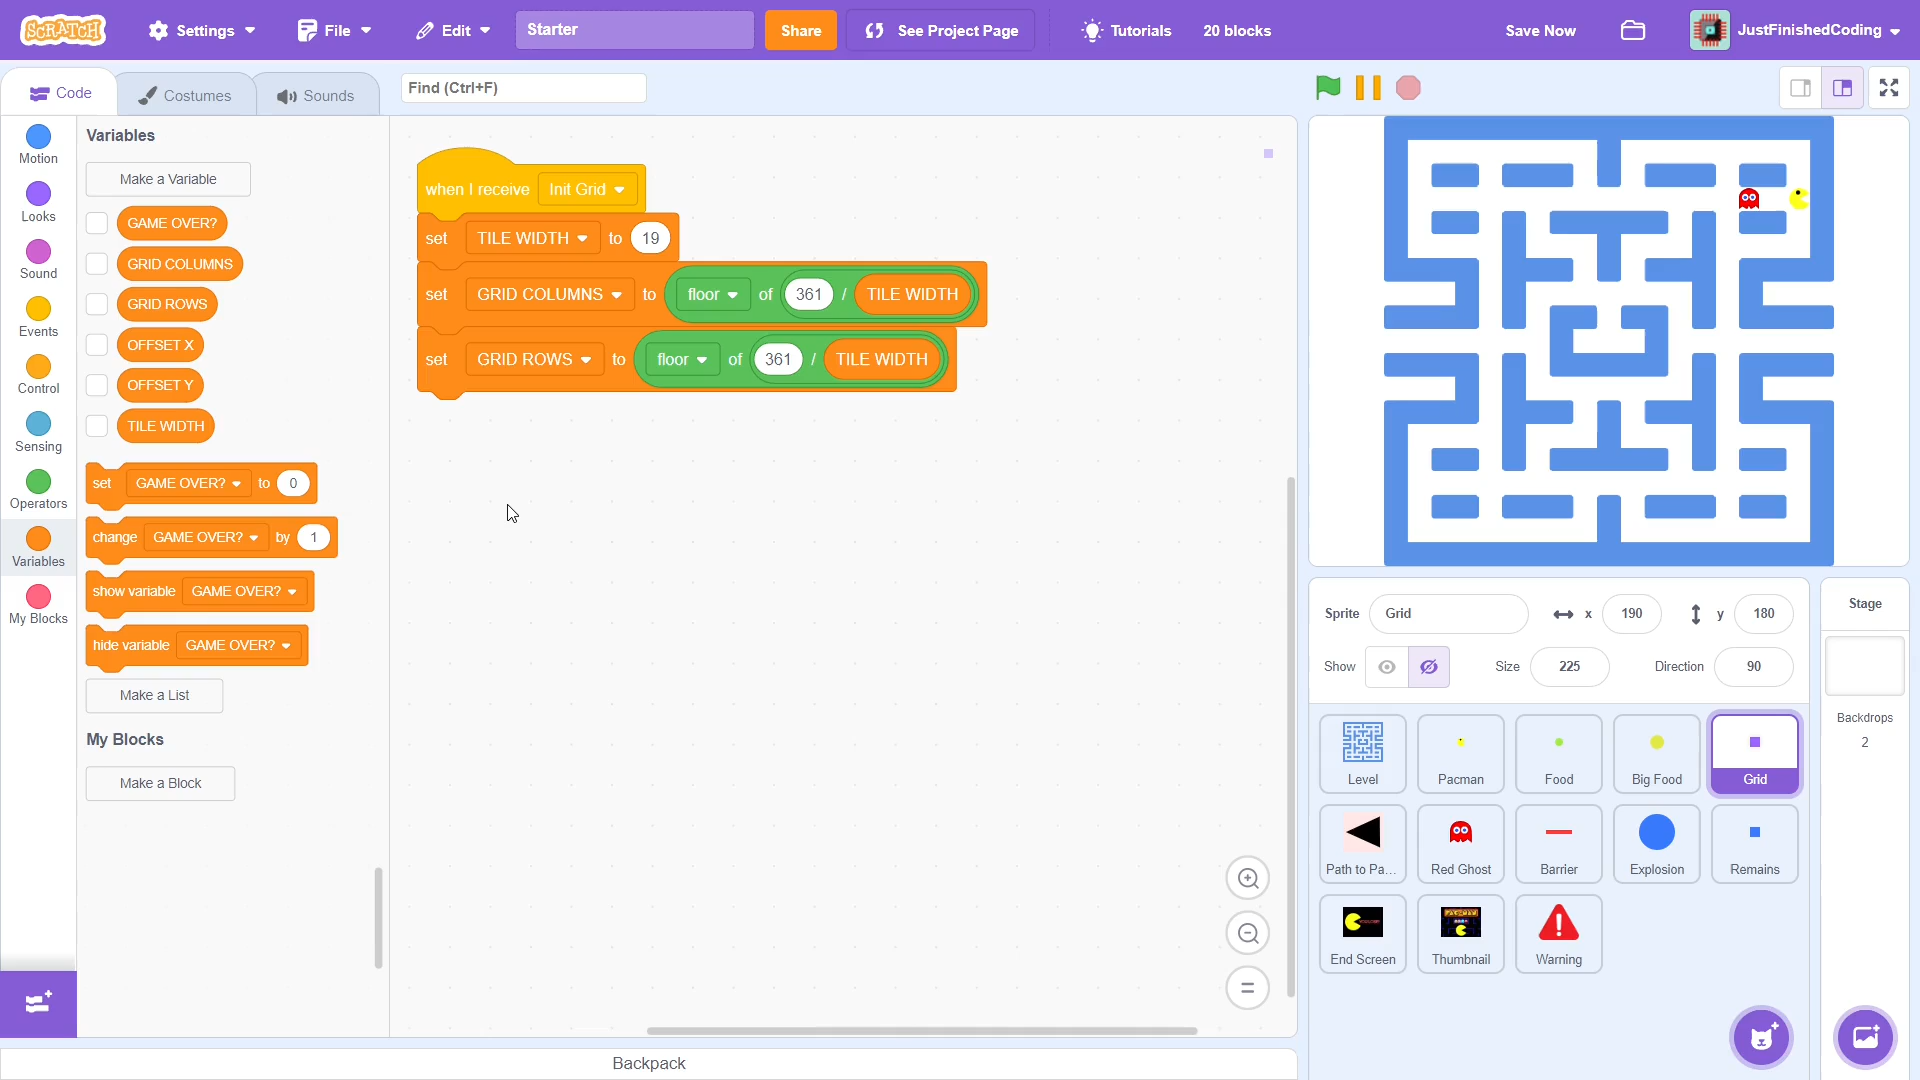 SCRATCH
Settings
File
Edit
Starter
Share
See Project Page
Tutorials
20 blocks
Save Now
JustFinishedCoding
Code
Costumes
Sounds
Find (Ctrl+F)
Motion
Looks
Sound
Events
Control
Sensing
Operators
Variables
My Blocks
Variables
Make a Variable
GAME OVER?
GRID COLUMNS
GRID ROWS
OFFSET X
OFFSET Y
TILE WIDTH
set GAME OVER? to 0
change GAME OVER? by 1
show variable GAME OVER?
hide variable GAME OVER?
Make a List
My Blocks
Make a Block
when I receive Init Grid
set TILE WIDTH to 19
set GRID COLUMNS to floor of 361 / TILE WIDTH
set GRID ROWS to floor of 361 / TILE WIDTH
Backpack
Sprite Grid x 190 y 180
Show Size 225 Direction 90
Level
Pacman
Food
Big Food
Grid
Path to Pa...
Red Ghost
Barrier
Explosion
Remains
End Screen
Thumbnail
Warning
Stage
Backdrops
2